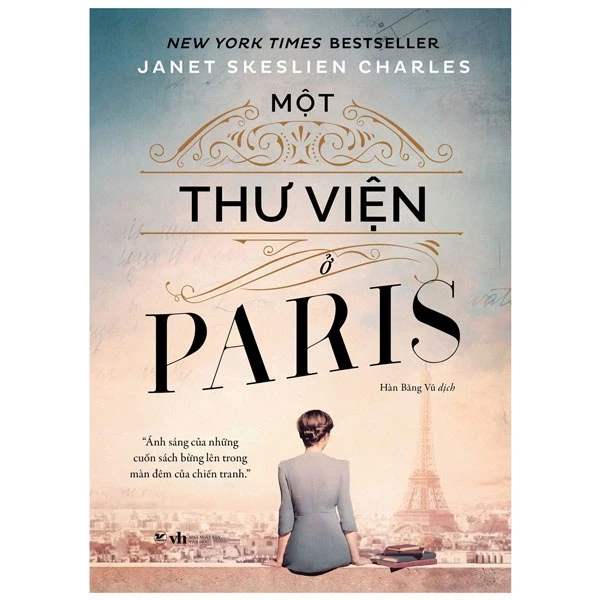 NEW YORK TIMES BESTSELLER
JANET SKESLIEN CHARLES
MỘT
THƯ VIỆN
ở
PARIS
Hàn Băng Vũ dịch
“Ánh sáng của những
cuốn sách bừng lên trong
màn đêm của chiến tranh.”
vh